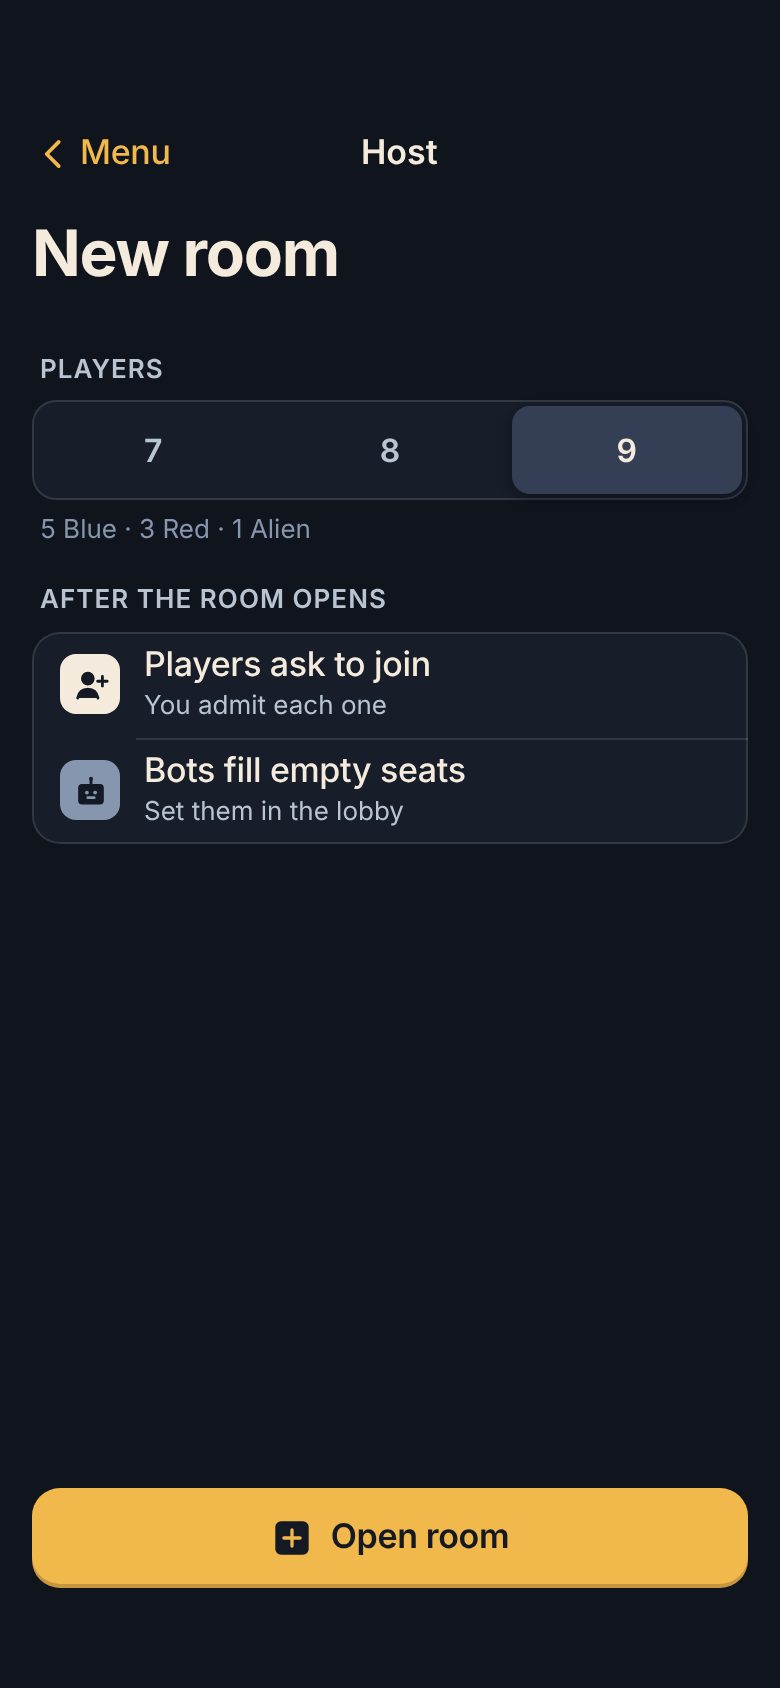 Menu
Host
New room
PLAYERS
7 8 9
5 Blue · 3 Red · 1 Alien
AFTER THE ROOM OPENS
Players ask to join
You admit each one
Bots fill empty seats
Set them in the lobby
Open room